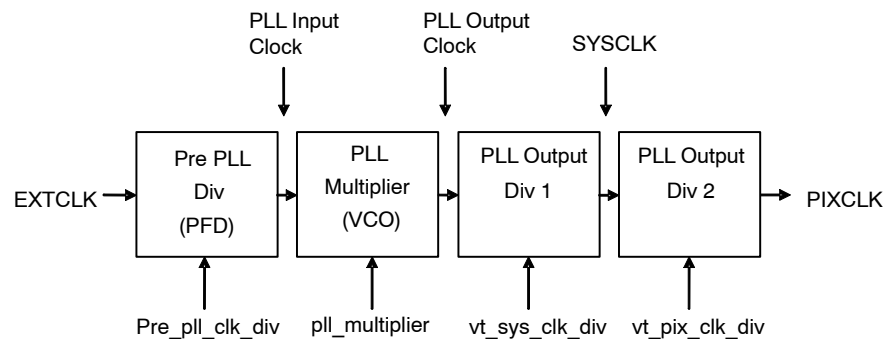 PLL Input
Clock
PLL Output
Clock
SYSCLK
EXTCLK
Pre PLL
Div
(PFD)
PLL
Multiplier
(VCO)
PLL Output
Div 1
PLL Output
Div 2
PIXCLK
Pre_pll_clk_div
pll_multiplier
vt_sys_clk_div
vt_pix_clk_div